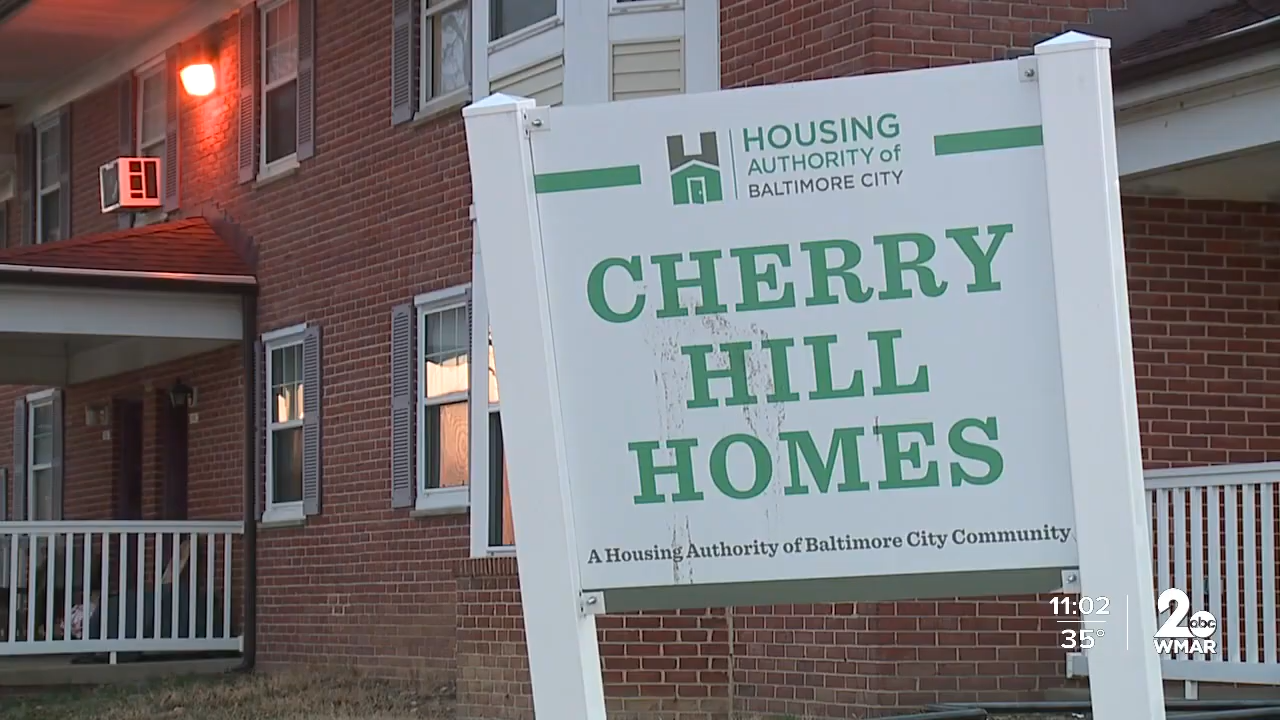 HOUSING
AUTHORITY of
BALTIMORE CITY
CHERRY
HILL
HOMES
A Housing Authority of Baltimore City Community
11:02
35°
2 abc
WMAR